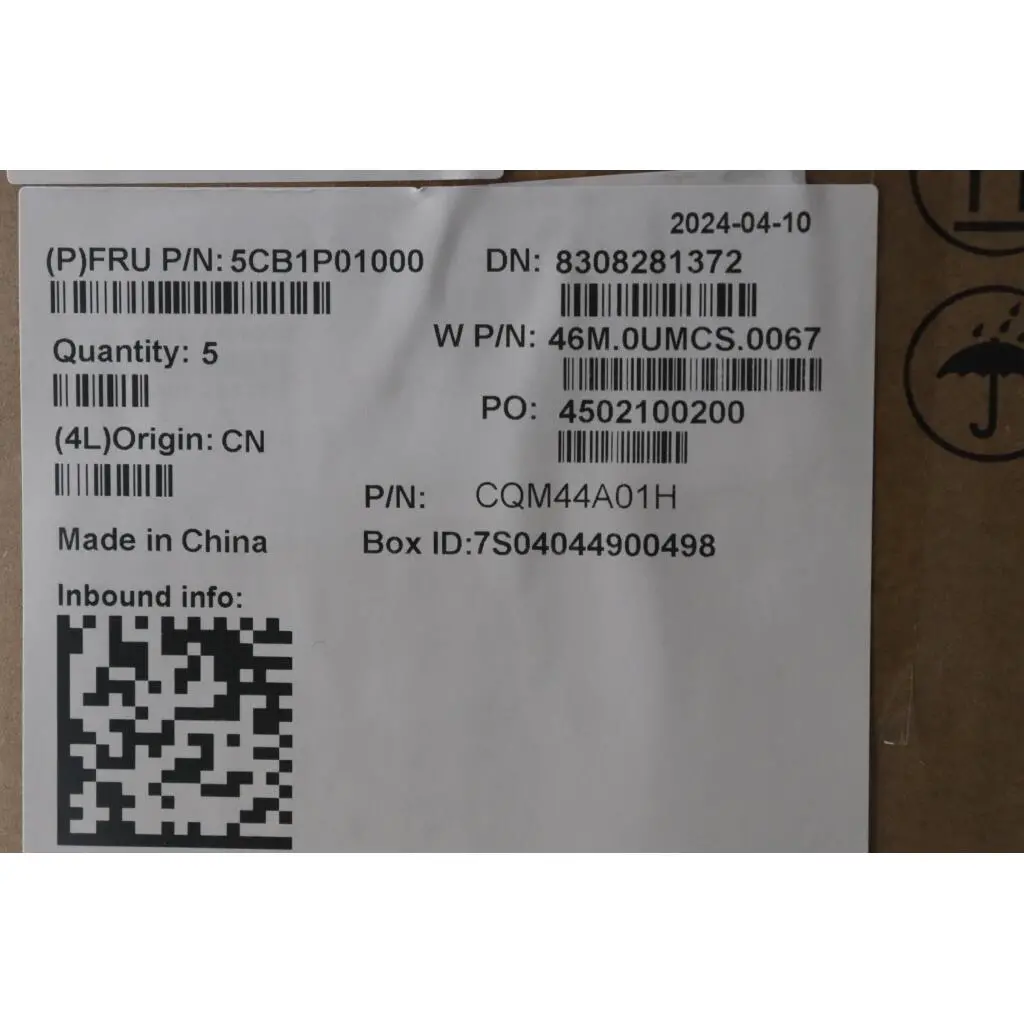 2024-04-10
(P)FRU P/N: 5CB1P01000
DN: 8308281372
W P/N: 46M.0UMCS.0067
Quantity: 5
PO: 4502100200
(4L)Origin: CN
P/N: CQM44A01H
Made in China
Box ID:7S04044900498
Inbound info: